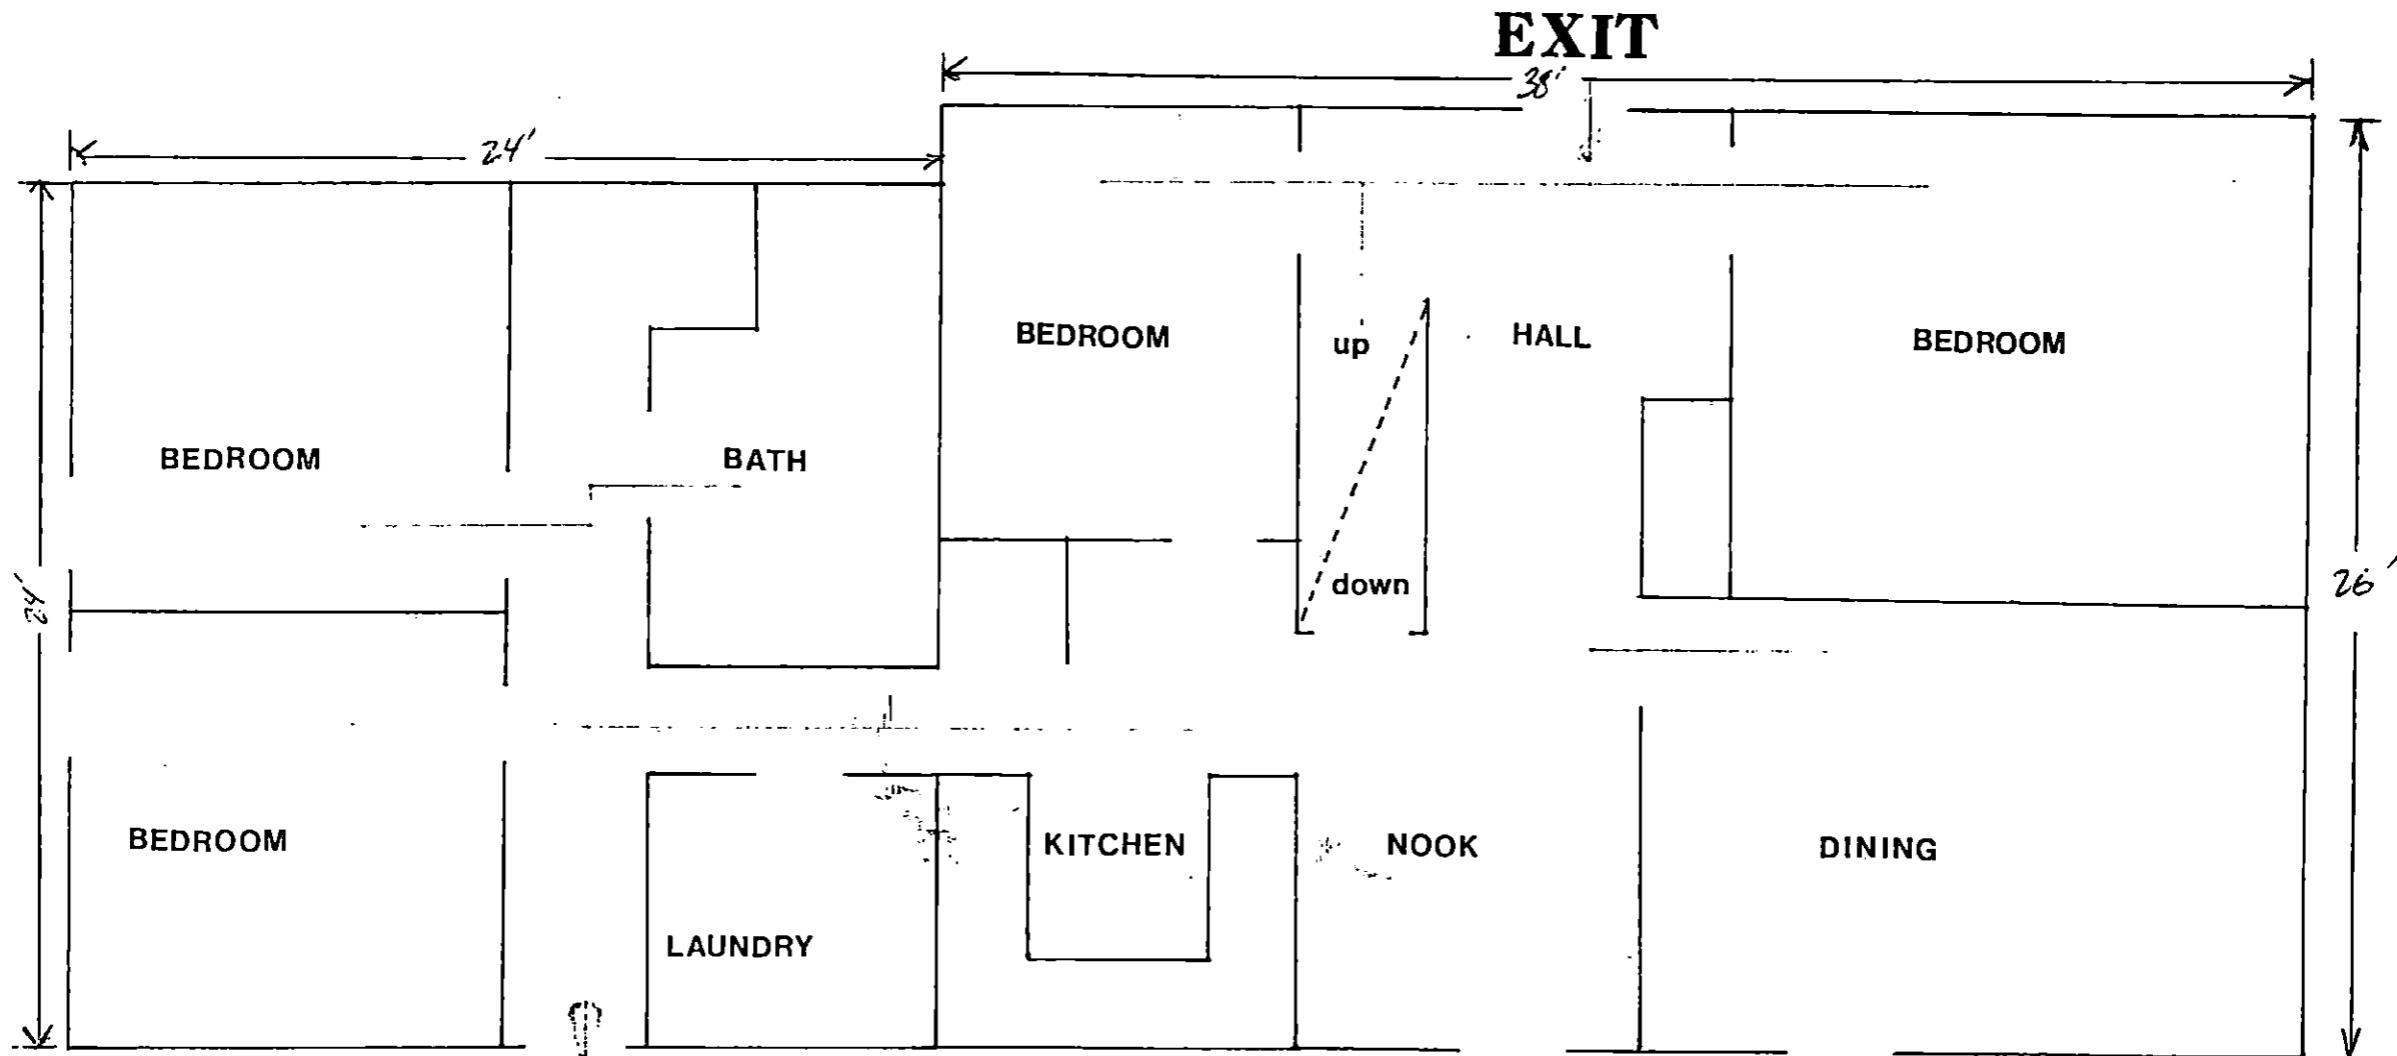 EXIT
38'
24'
BEDROOM
up
HALL
BEDROOM
BEDROOM
BATH
down
24'
26'
BEDROOM
KITCHEN
NOOK
DINING
LAUNDRY